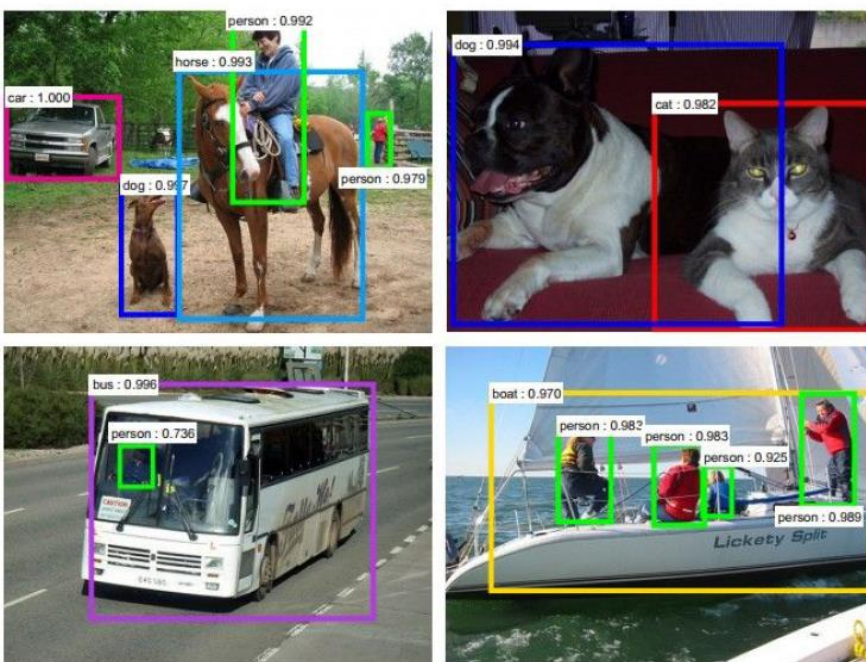 person : 0.992
horse : 0.993
car : 1.000
dog : 0.997
person : 0.979
dog : 0.994
cat : 0.982
bus : 0.996
person : 0.736
CAUTION
boat : 0.970
person : 0.983
person : 0.983
person : 0.925
person : 0.989
Lickety Split